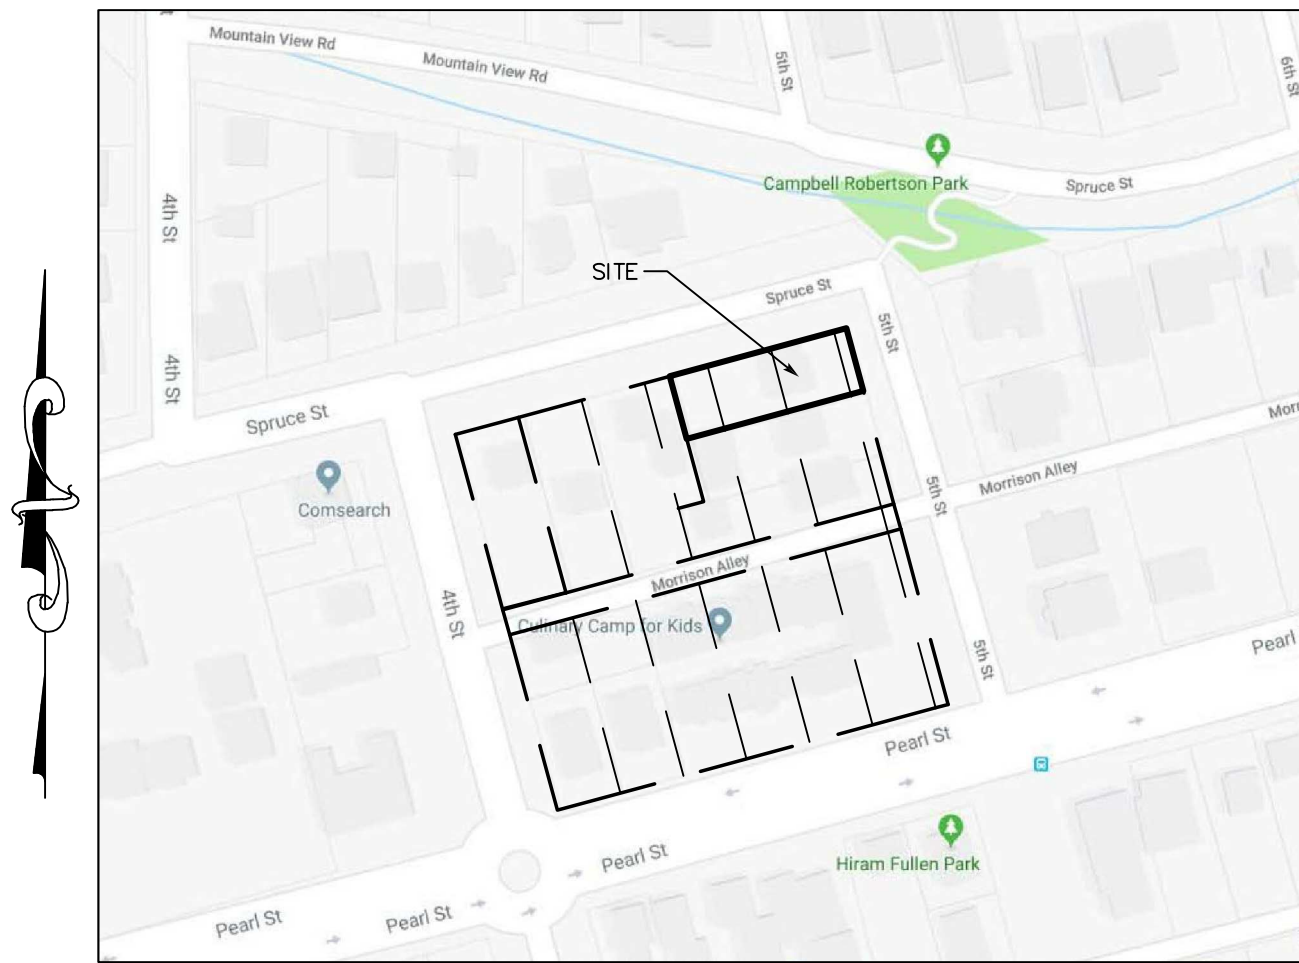 Mountain View Rd
Mountain View Rd
5th St
6th St
Campbell Robertson Park
Spruce St
4th St
SITE
Spruce St
5th St
4th St
Spruce St
Morrison Alley
Comsearch
5th St
Morrison Alley
4th St
Culinary Camp for Kids
5th St
Pearl
Pearl St
Pearl St
Hiram Fullen Park
Pearl St
Pearl St